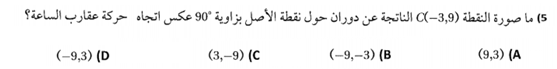 5) ما صورة النقطة C(−3,9) الناتجة عن دوران حول نقطة الأصل بزاوية 90° عكس اتجاه حركة عقارب الساعة؟
A) (9,3) B) (−9,−3) C) (3,−9) D) (−9,3)